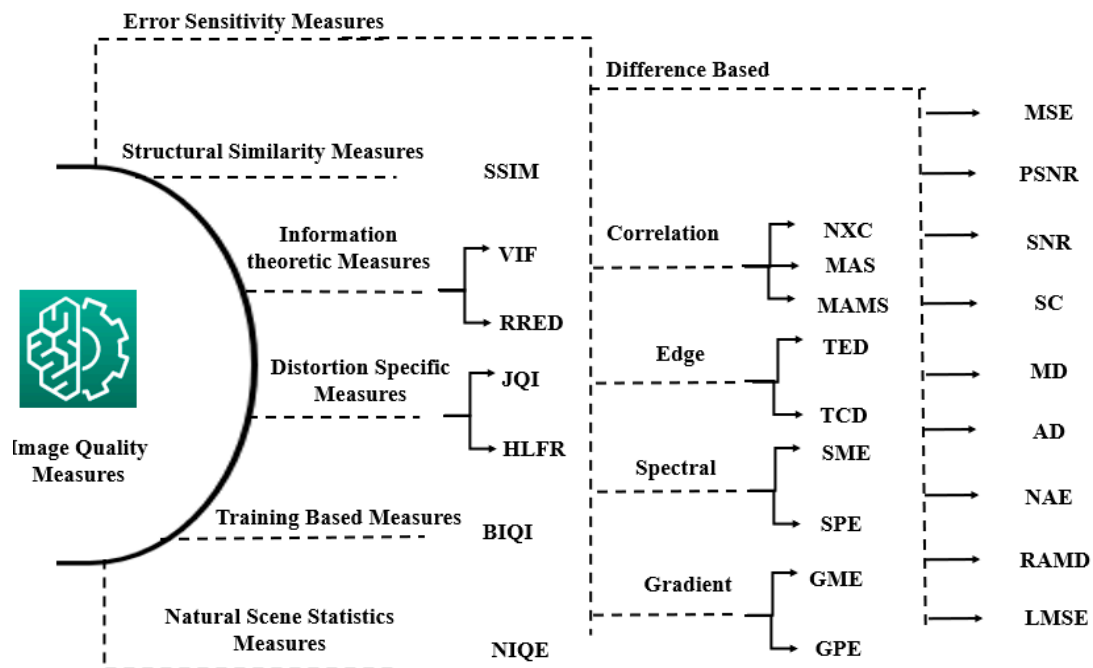 Error Sensitivity Measures
Structural Similarity Measures
SSIM
Information
theoretic Measures
VIF
RRED
Distortion Specific
Measures
JQI
HLFR
Image Quality
Measures
Training Based Measures
BIQI
Natural Scene Statistics
Measures
NIQE
Difference Based
MSE
PSNR
SNR
SC
MD
AD
NAE
RAMD
LMSE
Correlation
NXC
MAS
MAMS
Edge
TED
TCD
Spectral
SME
SPE
Gradient
GME
GPE